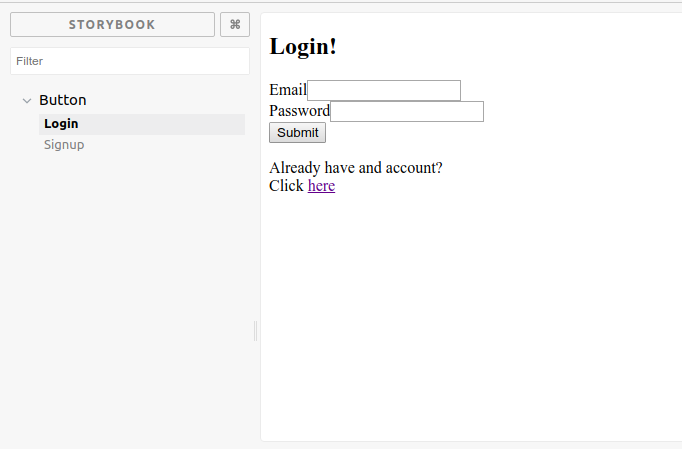 STORYBOOK
⌘
Filter
Button
Login
Signup
Login!
Email
Password
Submit
Already have and account?
Click here